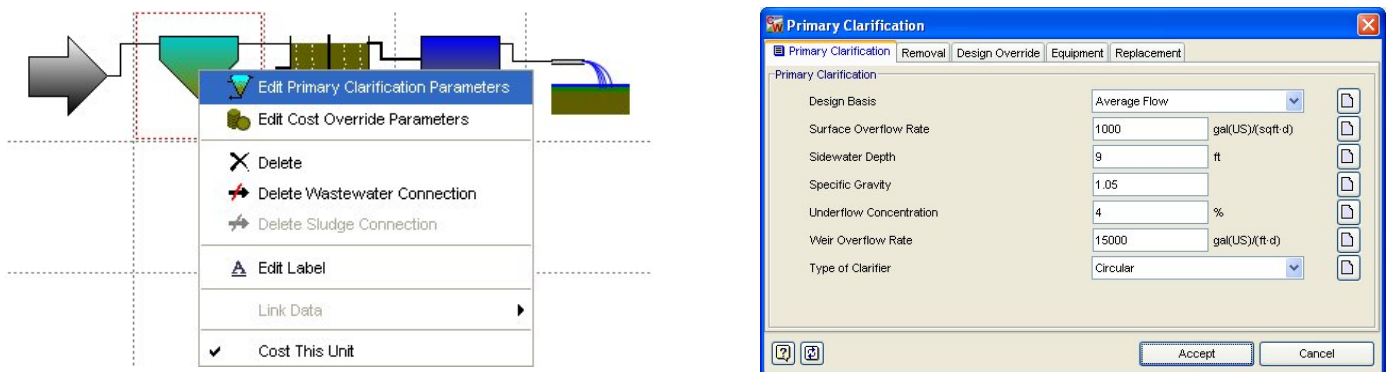 Edit Primary Clarification Parameters
Edit Cost Override Parameters
Delete
Delete Wastewater Connection
Delete Sludge Connection
A Edit Label
Link Data
Cost This Unit
Primary Clarification
Primary Clarification Removal Design Override Equipment Replacement
Primary Clarification
Design Basis Average Flow
Surface Overflow Rate 1000 gal(US)/(sqft·d)
Sidewater Depth 9 ft
Specific Gravity 1.05
Underflow Concentration 4 %
Weir Overflow Rate 15000 gal(US)/(ft·d)
Type of Clarifier Circular
Accept Cancel